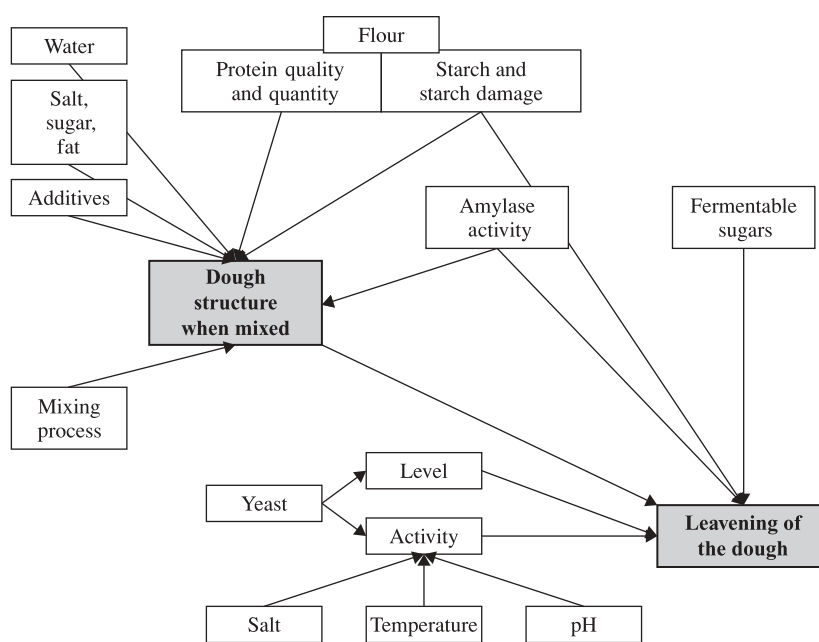 Flour
Water
Protein quality
and quantity
Starch and
starch damage
Salt,
sugar,
fat
Additives
Amylase
activity
Fermentable
sugars
Dough
structure
when mixed
Mixing
process
Level
Yeast
Activity
Leavening of
the dough
Salt
Temperature
pH